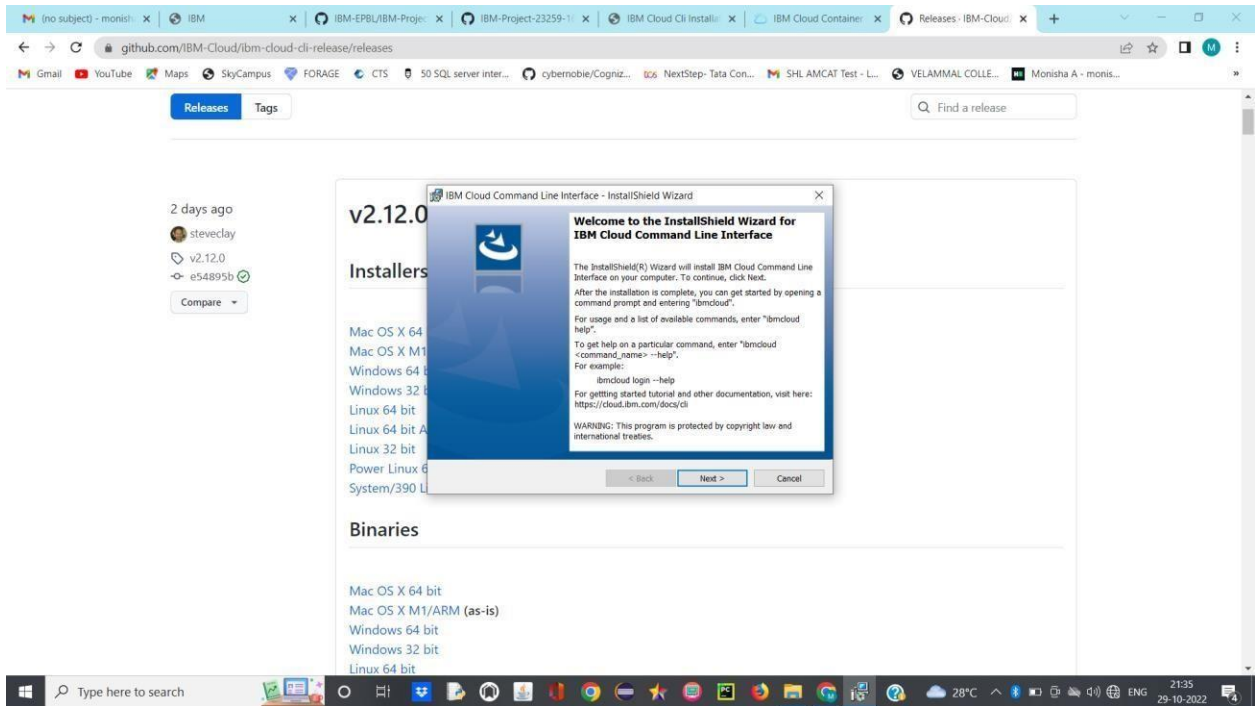 (no subject) - monish
IBM
IBM-EPBL/IBM-Projec
IBM-Project-23259-1
IBM Cloud Cli Installa
IBM Cloud Container
Releases · IBM-Cloud
github.com/IBM-Cloud/ibm-cloud-cli-release/releases
M
Gmail YouTube Maps SkyCampus FORAGE CTS 50 SQL server inter... cybernobie/Cogniz... NextStep- Tata Con... SHL AMCAT Test - L... VELAMMAL COLLE... Monisha A - monis... »
Releases Tags
Find a release
2 days ago
steveclay
v2.12.0
e54895b
Compare
v2.12.0
Installers
Mac OS X 64
Mac OS X M1
Windows 64 b
Windows 32 b
Linux 64 bit
Linux 64 bit A
Linux 32 bit
Power Linux 6
System/390 Li
IBM Cloud Command Line Interface - InstallShield Wizard
Welcome to the InstallShield Wizard for
IBM Cloud Command Line Interface
The InstallShield(R) Wizard will install IBM Cloud Command Line
Interface on your computer. To continue, click Next.
After the installation is complete, you can get started by opening a
command prompt and entering "ibmcloud".
For usage and a list of available commands, enter "ibmcloud
help".
To get help on a particular command, enter "ibmcloud
<command_name> --help".
For example:
ibmcloud login --help
For gettting started tutorial and other documentation, visit here:
https://cloud.ibm.com/docs/cli
WARNING: This program is protected by copyright law and
international treaties.
< Back Next > Cancel
Binaries
Mac OS X 64 bit
Mac OS X M1/ARM (as-is)
Windows 64 bit
Windows 32 bit
Linux 64 bit
Type here to search
28°C
ENG
21:35
29-10-2022
4